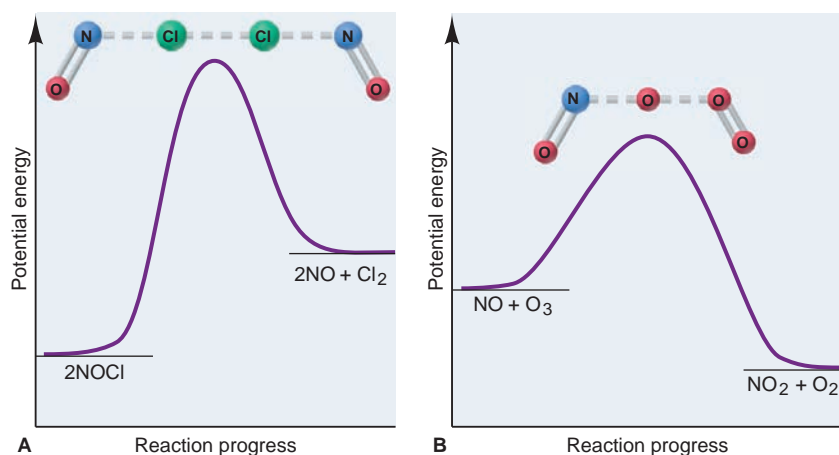 N Cl Cl N
O O
Potential energy
2NO + Cl2
2NOCl
A Reaction progress
N O O
O O
Potential energy
NO + O3
NO2 + O2
B Reaction progress